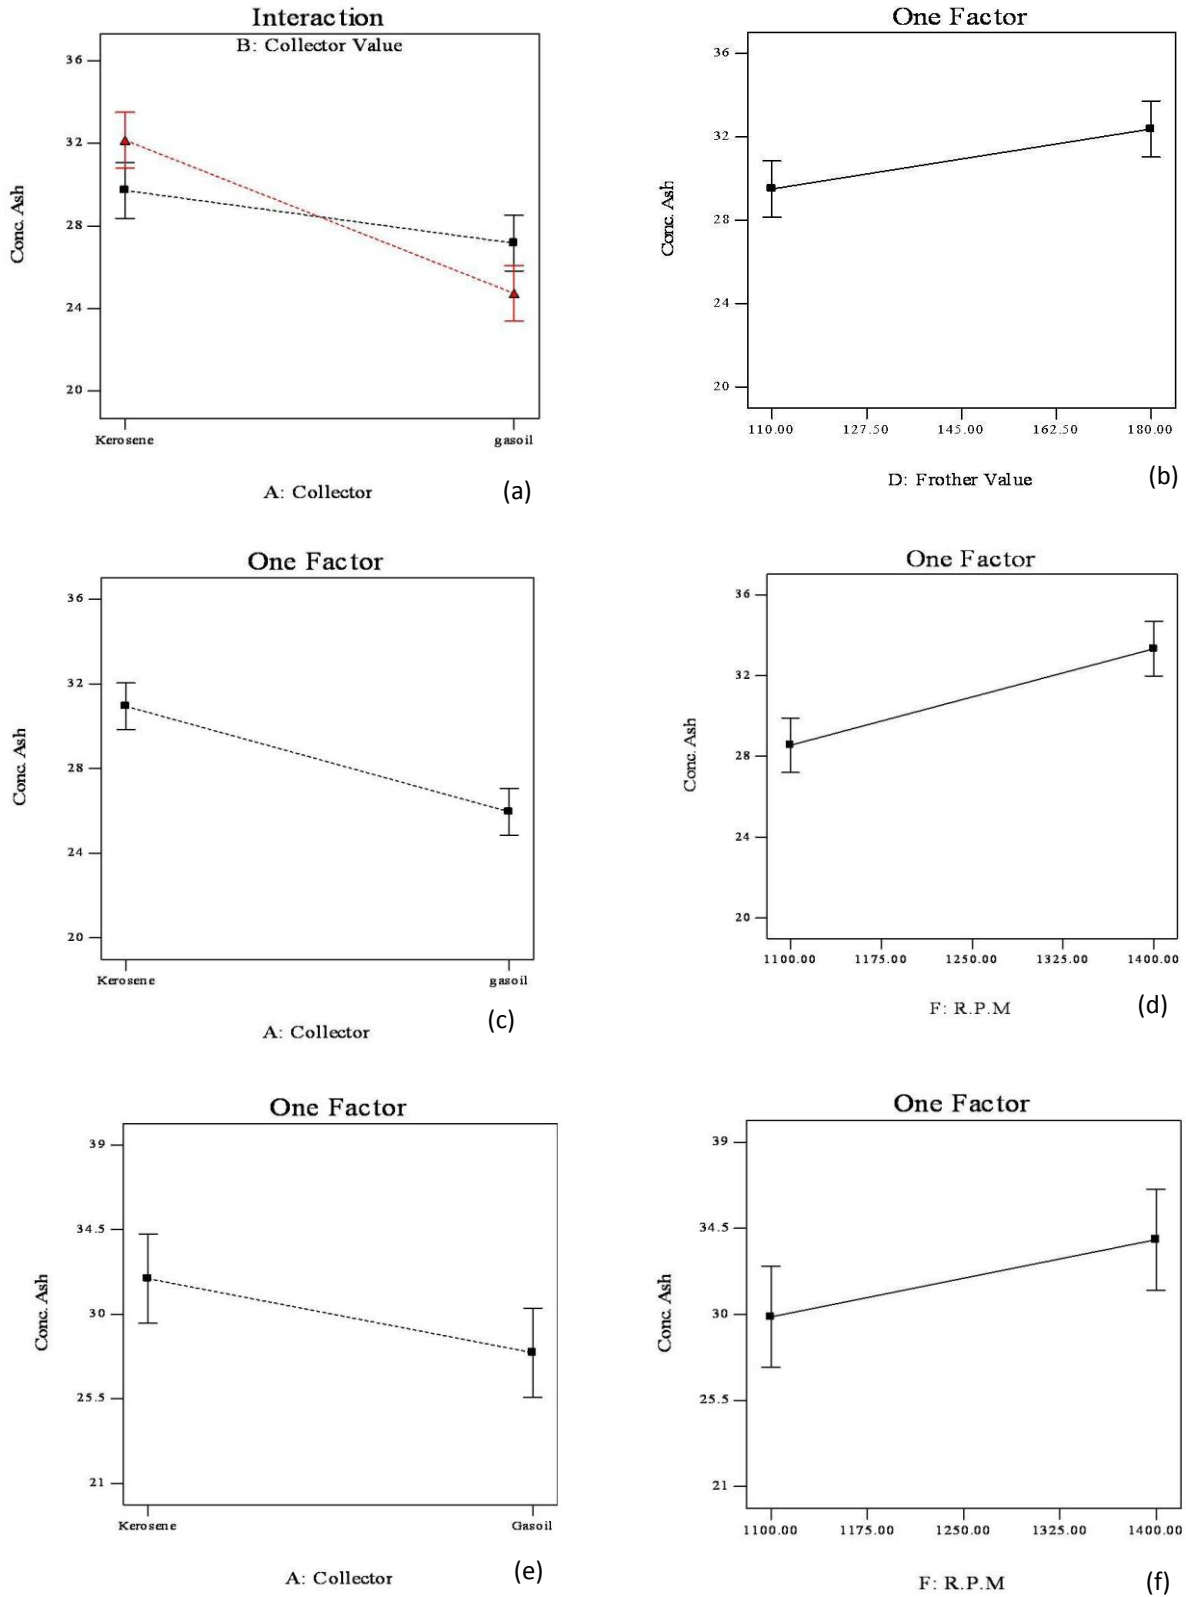 Interaction
B: Collector Value
36
32
28
24
20
Conc. Ash
Kerosene
gasoil
A: Collector
(a)
One Factor
36
32
28
24
20
Conc. Ash
110.00
127.50
145.00
162.50
180.00
D: Frother Value
(b)
One Factor
36
32
28
24
20
Conc. Ash
Kerosene
gasoil
A: Collector
(c)
One Factor
36
32
28
24
20
Conc. Ash
1100.00
1175.00
1250.00
1325.00
1400.00
F: R.P.M
(d)
One Factor
39
34.5
30
25.5
21
Conc. Ash
Kerosene
Gasoil
A: Collector
(e)
One Factor
39
34.5
30
25.5
21
Conc. Ash
1100.00
1175.00
1250.00
1325.00
1400.00
F: R.P.M
(f)